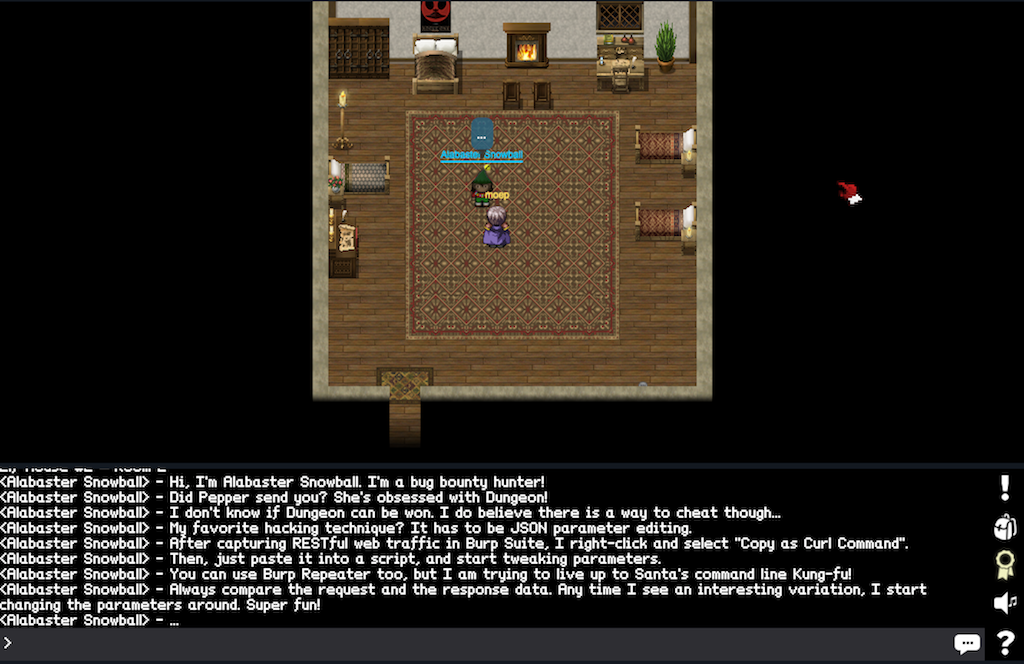 Alabaster Snowball
moep
<Alabaster Snowball> - Hi, I'm Alabaster Snowball. I'm a bug bounty hunter!
<Alabaster Snowball> - Did Pepper send you? She's obsessed with Dungeon!
<Alabaster Snowball> - I don't know if Dungeon can be won. I do believe there is a way to cheat though...
<Alabaster Snowball> - My favorite hacking technique? It has to be JSON parameter editing.
<Alabaster Snowball> - After capturing RESTful web traffic in Burp Suite, I right-click and select "Copy as Curl Command".
<Alabaster Snowball> - Then, just paste it into a script, and start tweaking parameters.
<Alabaster Snowball> - You can use Burp Repeater too, but I am trying to live up to Santa's command line Kung-fu!
<Alabaster Snowball> - Always compare the request and the response data. Any time I see an interesting variation, I start
changing the parameters around. Super fun!
<Alabaster Snowball> - ...
>